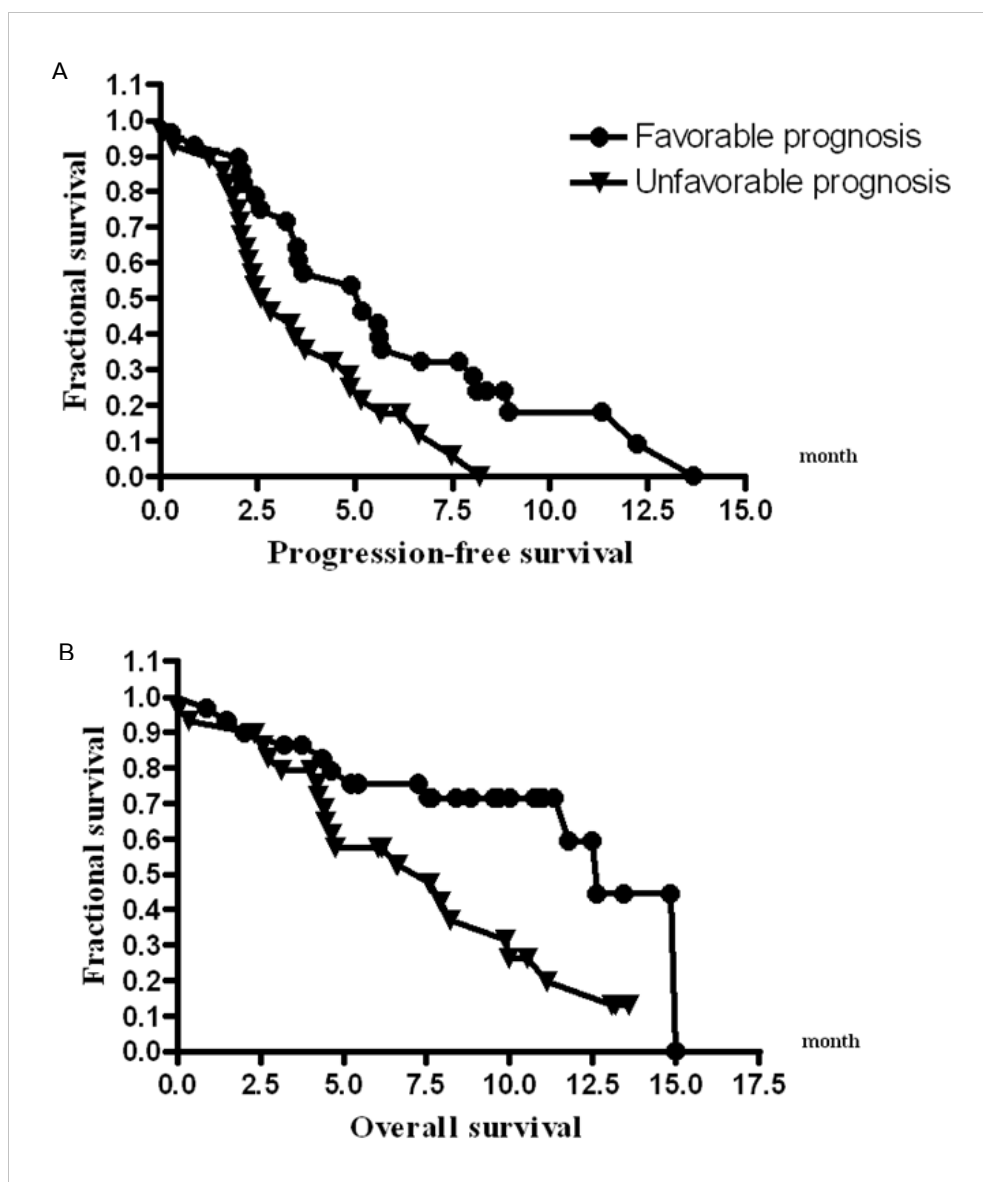 A
1.1
1.0
0.9
0.8
0.7
0.6
0.5
0.4
0.3
0.2
0.1
0.0
Fractional survival
Favorable prognosis
Unfavorable prognosis
month
0.0 2.5 5.0 7.5 10.0 12.5 15.0
Progression-free survival
B
1.1
1.0
0.9
0.8
0.7
0.6
0.5
0.4
0.3
0.2
0.1
0.0
Fractional survival
month
0.0 2.5 5.0 7.5 10.0 12.5 15.0 17.5
Overall survival